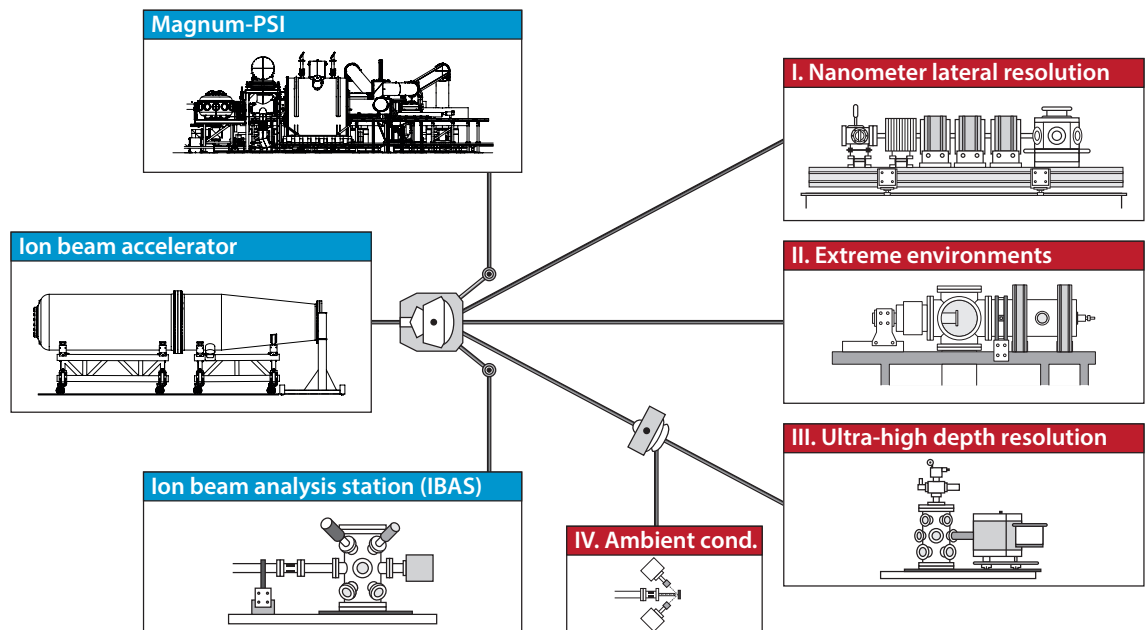 Magnum-PSI
I. Nanometer lateral resolution
Ion beam accelerator
II. Extreme environments
III. Ultra-high depth resolution
Ion beam analysis station (IBAS)
IV. Ambient cond.